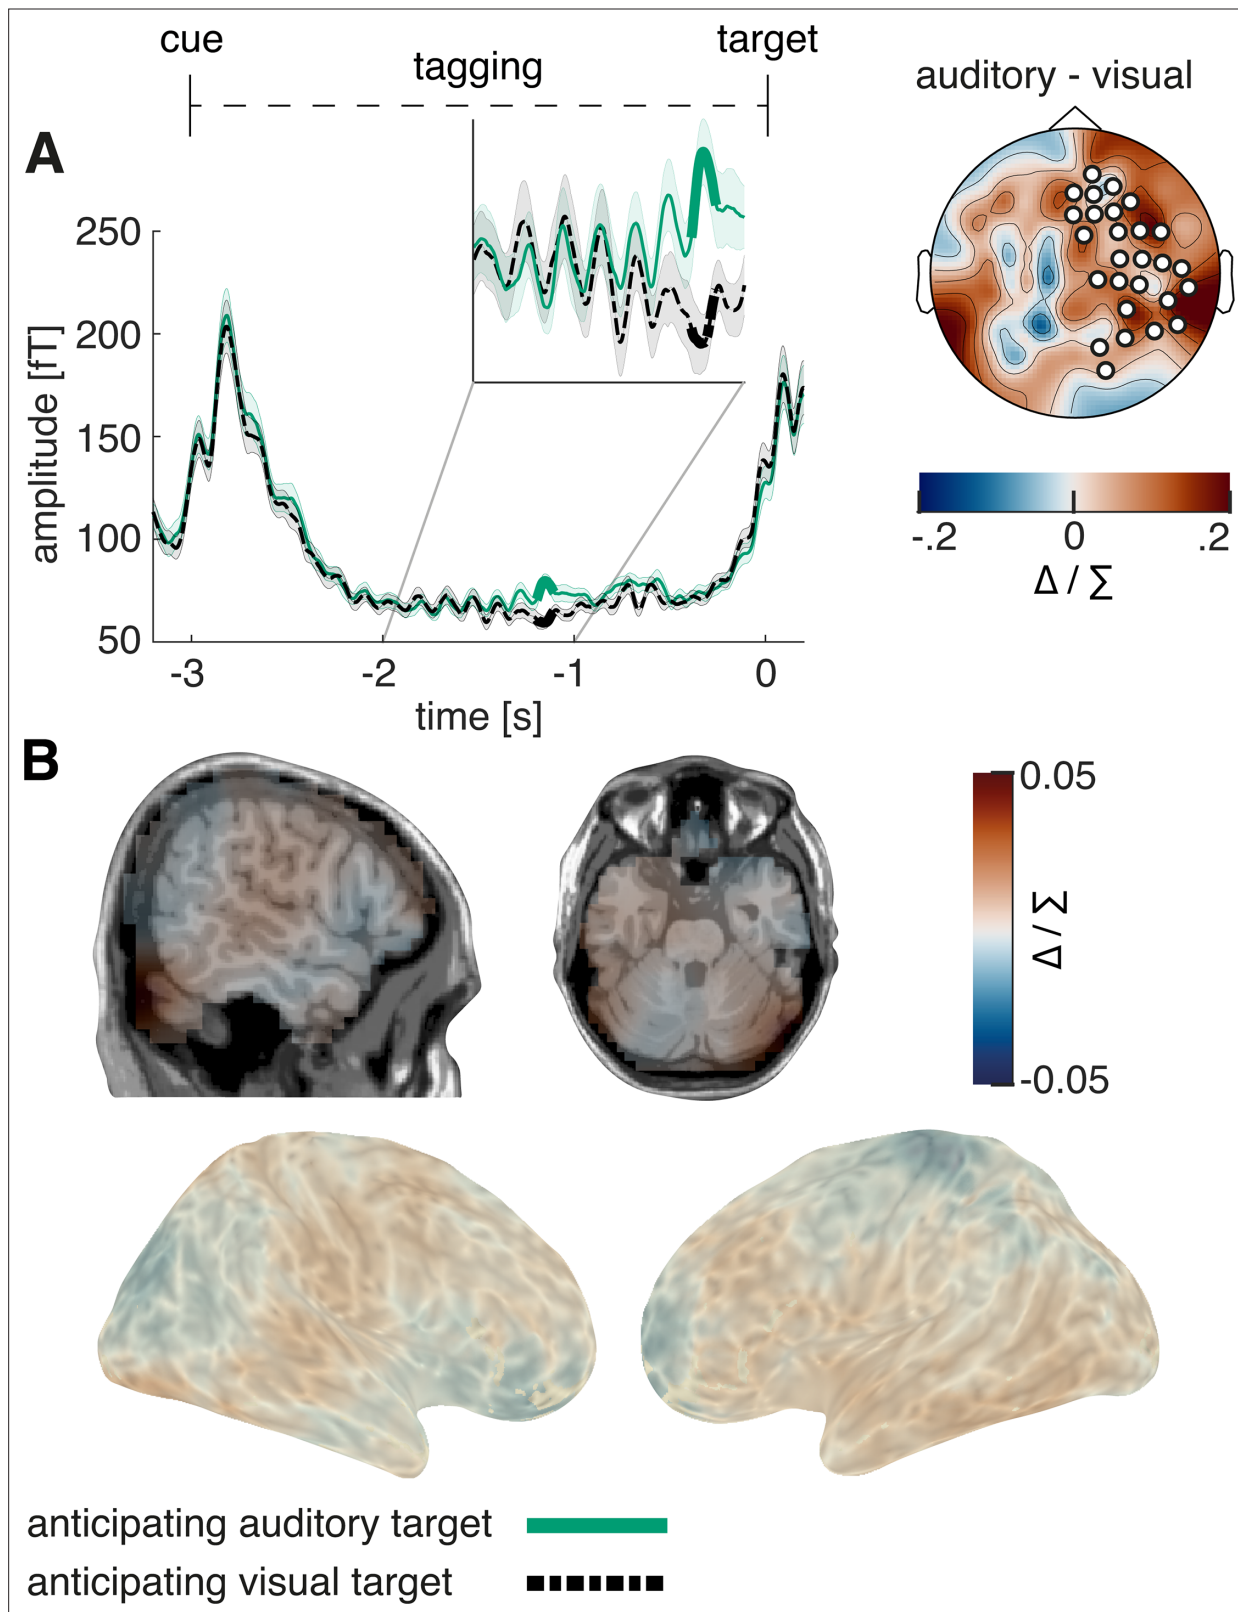 cue
tagging
target
auditory - visual
A
250
200
150
100
50
amplitude [fT]
-3
-2
-1
0
time [s]
-.2
0
.2
Δ / Σ
B
0.05
-0.05
Δ / Σ
anticipating auditory target
anticipating visual target